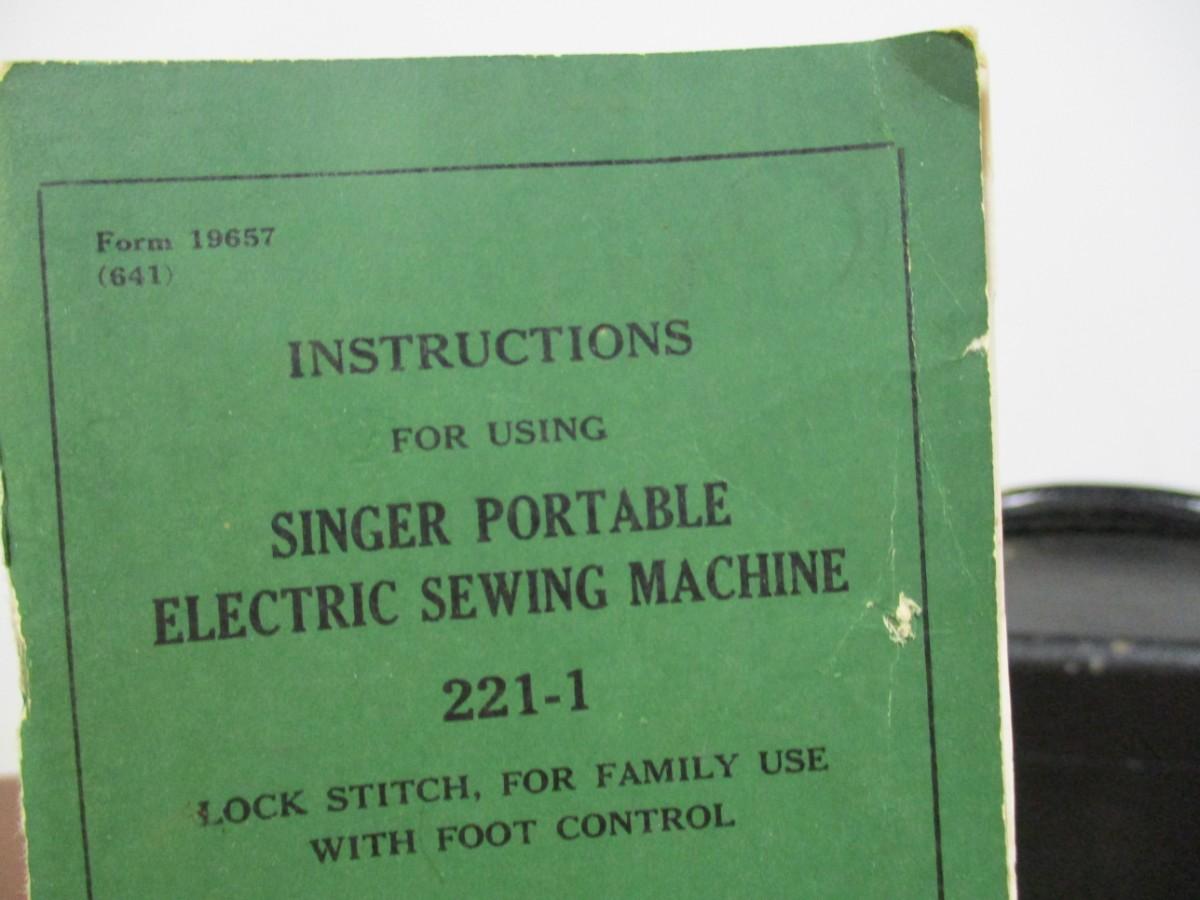 Form 19657
(641)
INSTRUCTIONS
FOR USING
SINGER PORTABLE
ELECTRIC SEWING MACHINE
221-1
LOCK STITCH, FOR FAMILY USE
WITH FOOT CONTROL